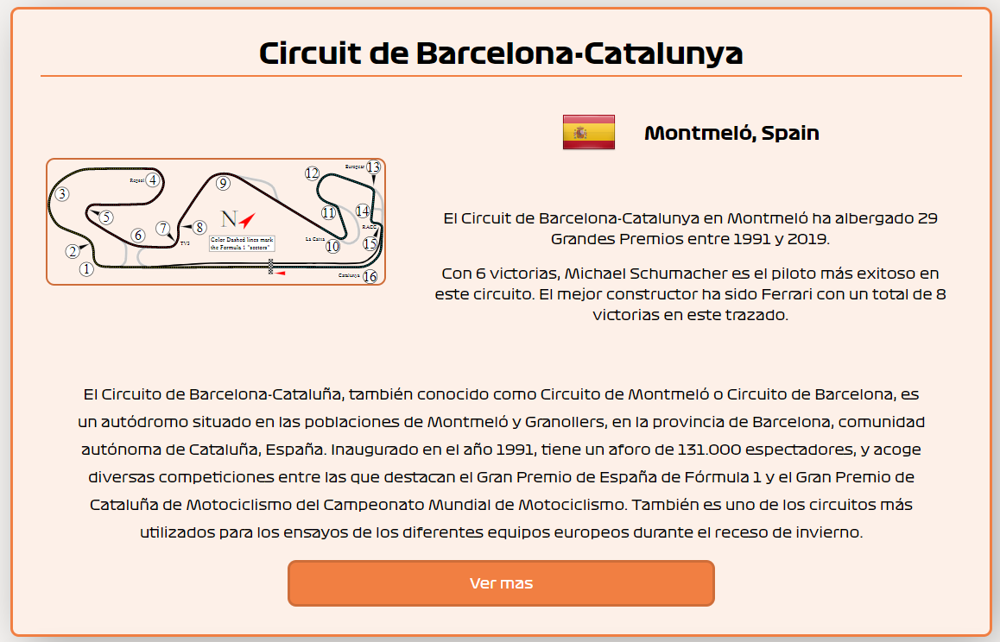 Circuit de Barcelona-Catalunya
Montmeló, Spain
3
Repsol
4
5
6
7
8
TV3
2
1
9
N
Color Dashed lines mark
the Formula 1 "sectors"
12
Europcar
13
11
14
RACC
La Caixa
10
15
Catalunya
16
El Circuit de Barcelona-Catalunya en Montmeló ha albergado 29
Grandes Premios entre 1991 y 2019.
Con 6 victorias, Michael Schumacher es el piloto más exitoso en
este circuito. El mejor constructor ha sido Ferrari con un total de 8
victorias en este trazado.
El Circuito de Barcelona-Cataluña, también conocido como Circuito de Montmeló o Circuito de Barcelona, es
un autódromo situado en las poblaciones de Montmeló y Granollers, en la provincia de Barcelona, comunidad
autónoma de Cataluña, España. Inaugurado en el año 1991, tiene un aforo de 131.000 espectadores, y acoge
diversas competiciones entre las que destacan el Gran Premio de España de Fórmula 1 y el Gran Premio de
Cataluña de Motociclismo del Campeonato Mundial de Motociclismo. También es uno de los circuitos más
utilizados para los ensayos de los diferentes equipos europeos durante el receso de invierno.
Ver mas